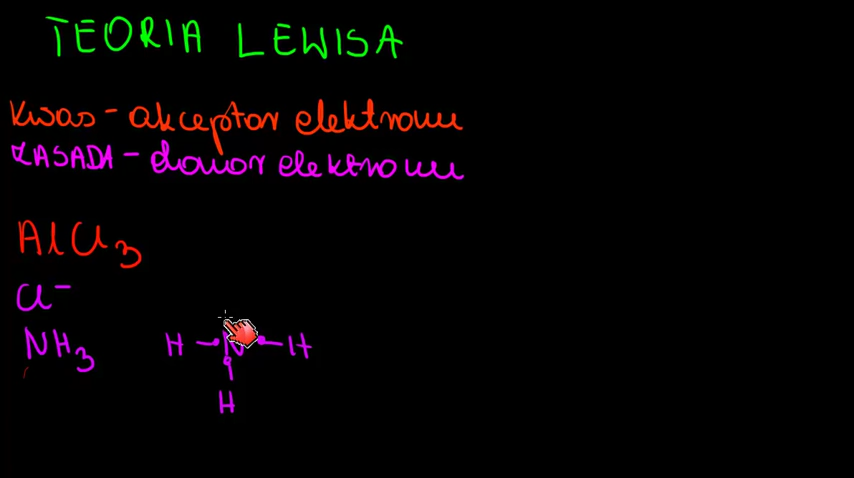 TEORIA LEWISA
Kwas - akceptor elektronu
ZASADA - donor elektronu
AlCl3
Cl-
NH3
H - N - H
H